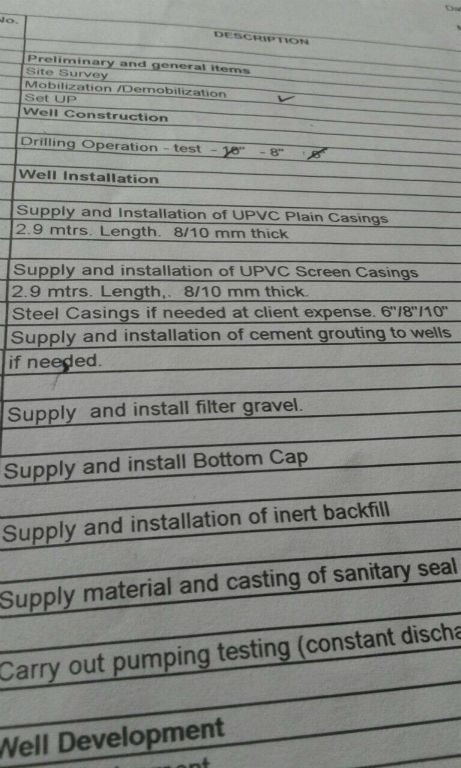 No.
DESCRIPTION
Preliminary and general items
Site Survey
Mobilization /Demobilization
Set UP
Well Construction
Drilling Operation - test - 10" - 8"
Well Installation
Supply and Installation of UPVC Plain Casings
2.9 mtrs. Length. 8/10 mm thick
Supply and installation of UPVC Screen Casings
2.9 mtrs. Length,. 8/10 mm thick.
Steel Casings if needed at client expense. 6"/8"/10"
Supply and installation of cement grouting to wells
if needed.
Supply and install filter gravel.
Supply and install Bottom Cap
Supply and installation of inert backfill
Supply material and casting of sanitary seal
Carry out pumping testing (constant discha
Well Development